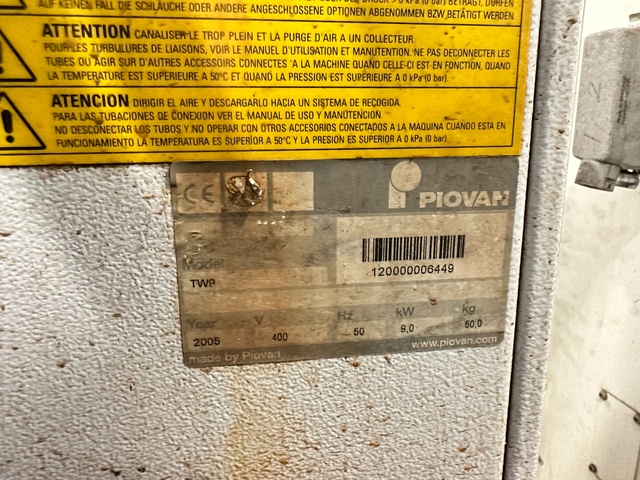 AUF KEINEN FALL DIE SCHLÄUCHE ODER ANDERE ANGESCHLOSSENE OPTIONEN ABGENOMMEN BZW. BETÄTIGT WERDEN.
ATTENTION CANALISER LE TROP PLEIN ET LA PURGE D'AIR A UN COLLECTEUR.
POUR LES TURBULURES DE LIAISONS, VOIR LE MANUEL D'UTILISATION ET MANUTENTION. NE PAS DECONNECTER LES
TUBES OU AGIR SUR D'AUTRES ACCESSOIRES CONNECTES A LA MACHINE QUAND CELLE-CI EST EN FONCTION, QUAND
LA TEMPERATURE EST SUPERIEURE A 50°C ET QUAND LA PRESSION EST SUPERIEURE A 0 kPa (0 bar).
ATENCION DIRIGIR EL AIRE Y DESCARGARLO HACIA UN SISTEMA DE RECOGIDA.
PARA LAS TUBACIONES DE CONEXION VER EL MANUAL DE USO Y MANUTENCION.
NO DESCONECTAR LOS TUBOS Y NO OPERAR CON OTROS ACCESORIOS CONECTADOS A LA MAQUINA CUANDO ESTA EN
FUNCIONAMIENTO LA TEMPERATURA ES SUPERIOR A 50°C Y LA PRESIÓN ES SUPERIOR A 0 kPa (0 bar).
CE PIOVAN
Model
TW9
120000006449
Year V Hz kW kg
2005 400 50 9,0 50,0
made by Piovan www.piovan.com